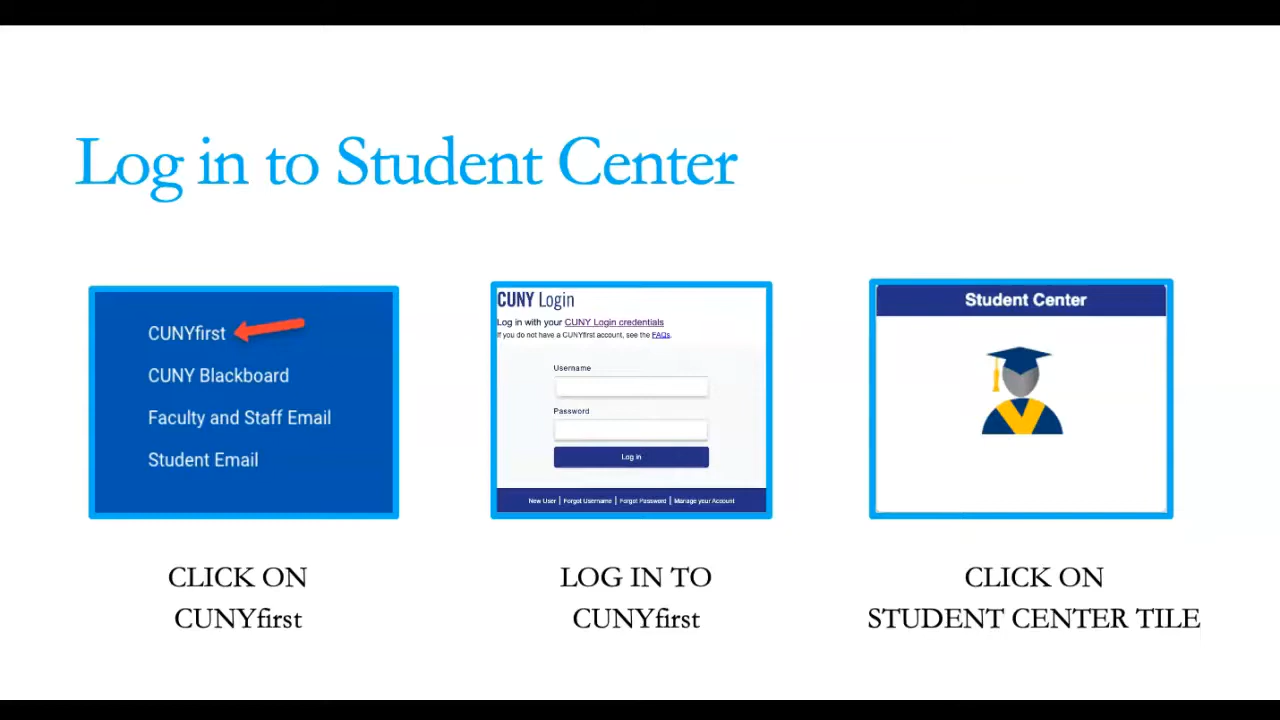 Log in to Student Center
CUNYfirst
CUNY Blackboard
Faculty and Staff Email
Student Email
CUNY Login
Log in with your CUNY Login credentials
If you do not have a CUNYfirst account, see the FAQs.
Username
Password
Log in
New User | Forgot Username | Forgot Password | Manage your Account
Student Center
CLICK ON
CUNYfirst
LOG IN TO
CUNYfirst
CLICK ON
STUDENT CENTER TILE